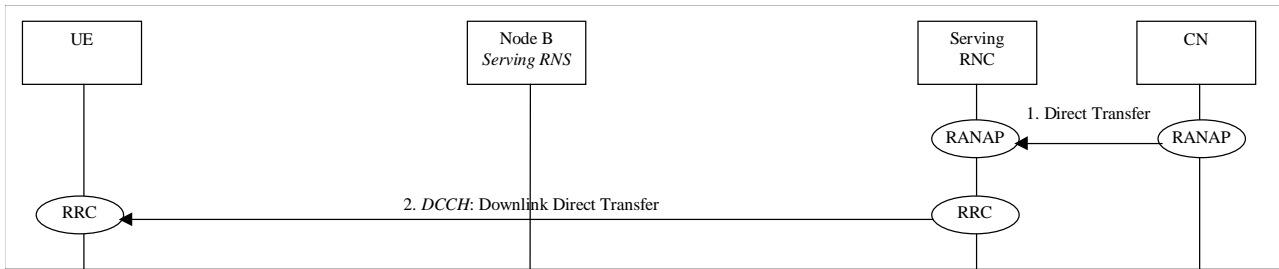 UE
Node B
Serving RNS
Serving
RNC
CN
1. Direct Transfer
RANAP
RANAP
2. DCCH: Downlink Direct Transfer
RRC
RRC